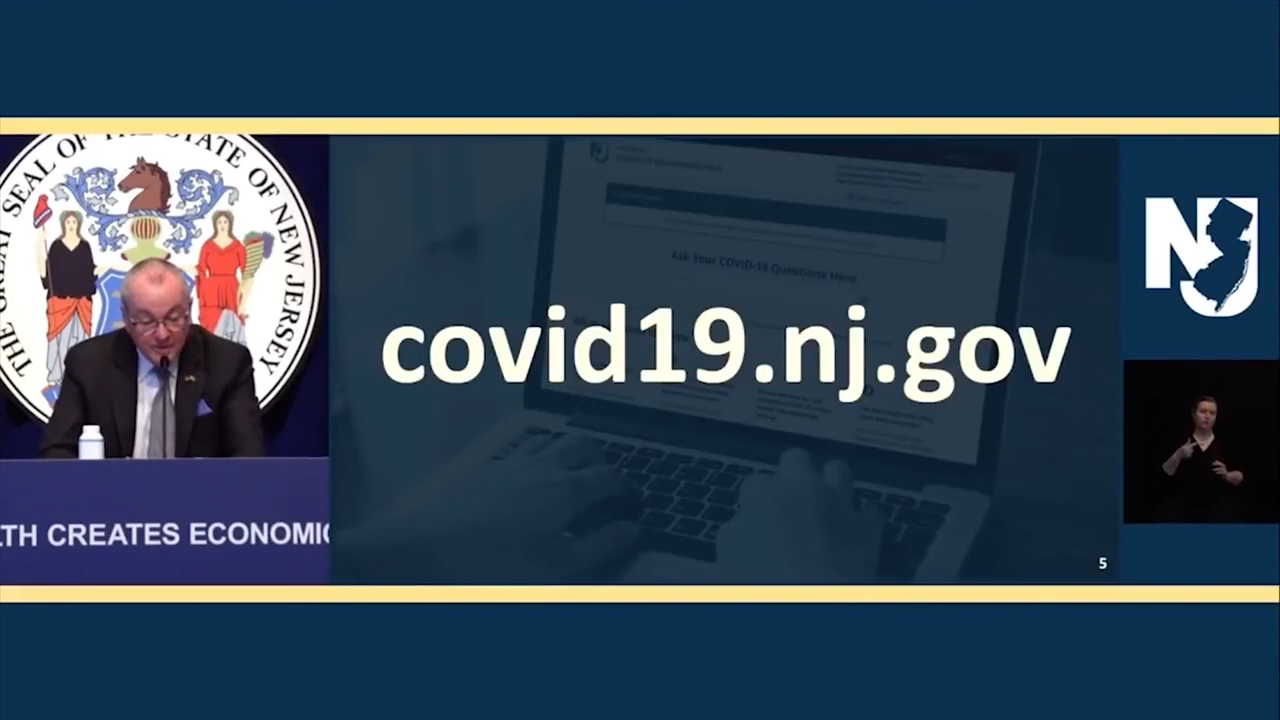 THE GREAT SEAL OF THE STATE OF NEW JERSEY
LTH CREATES ECONOMIC
Ask Your COVID-19 Questions Here
covid19.nj.gov
5
NJ